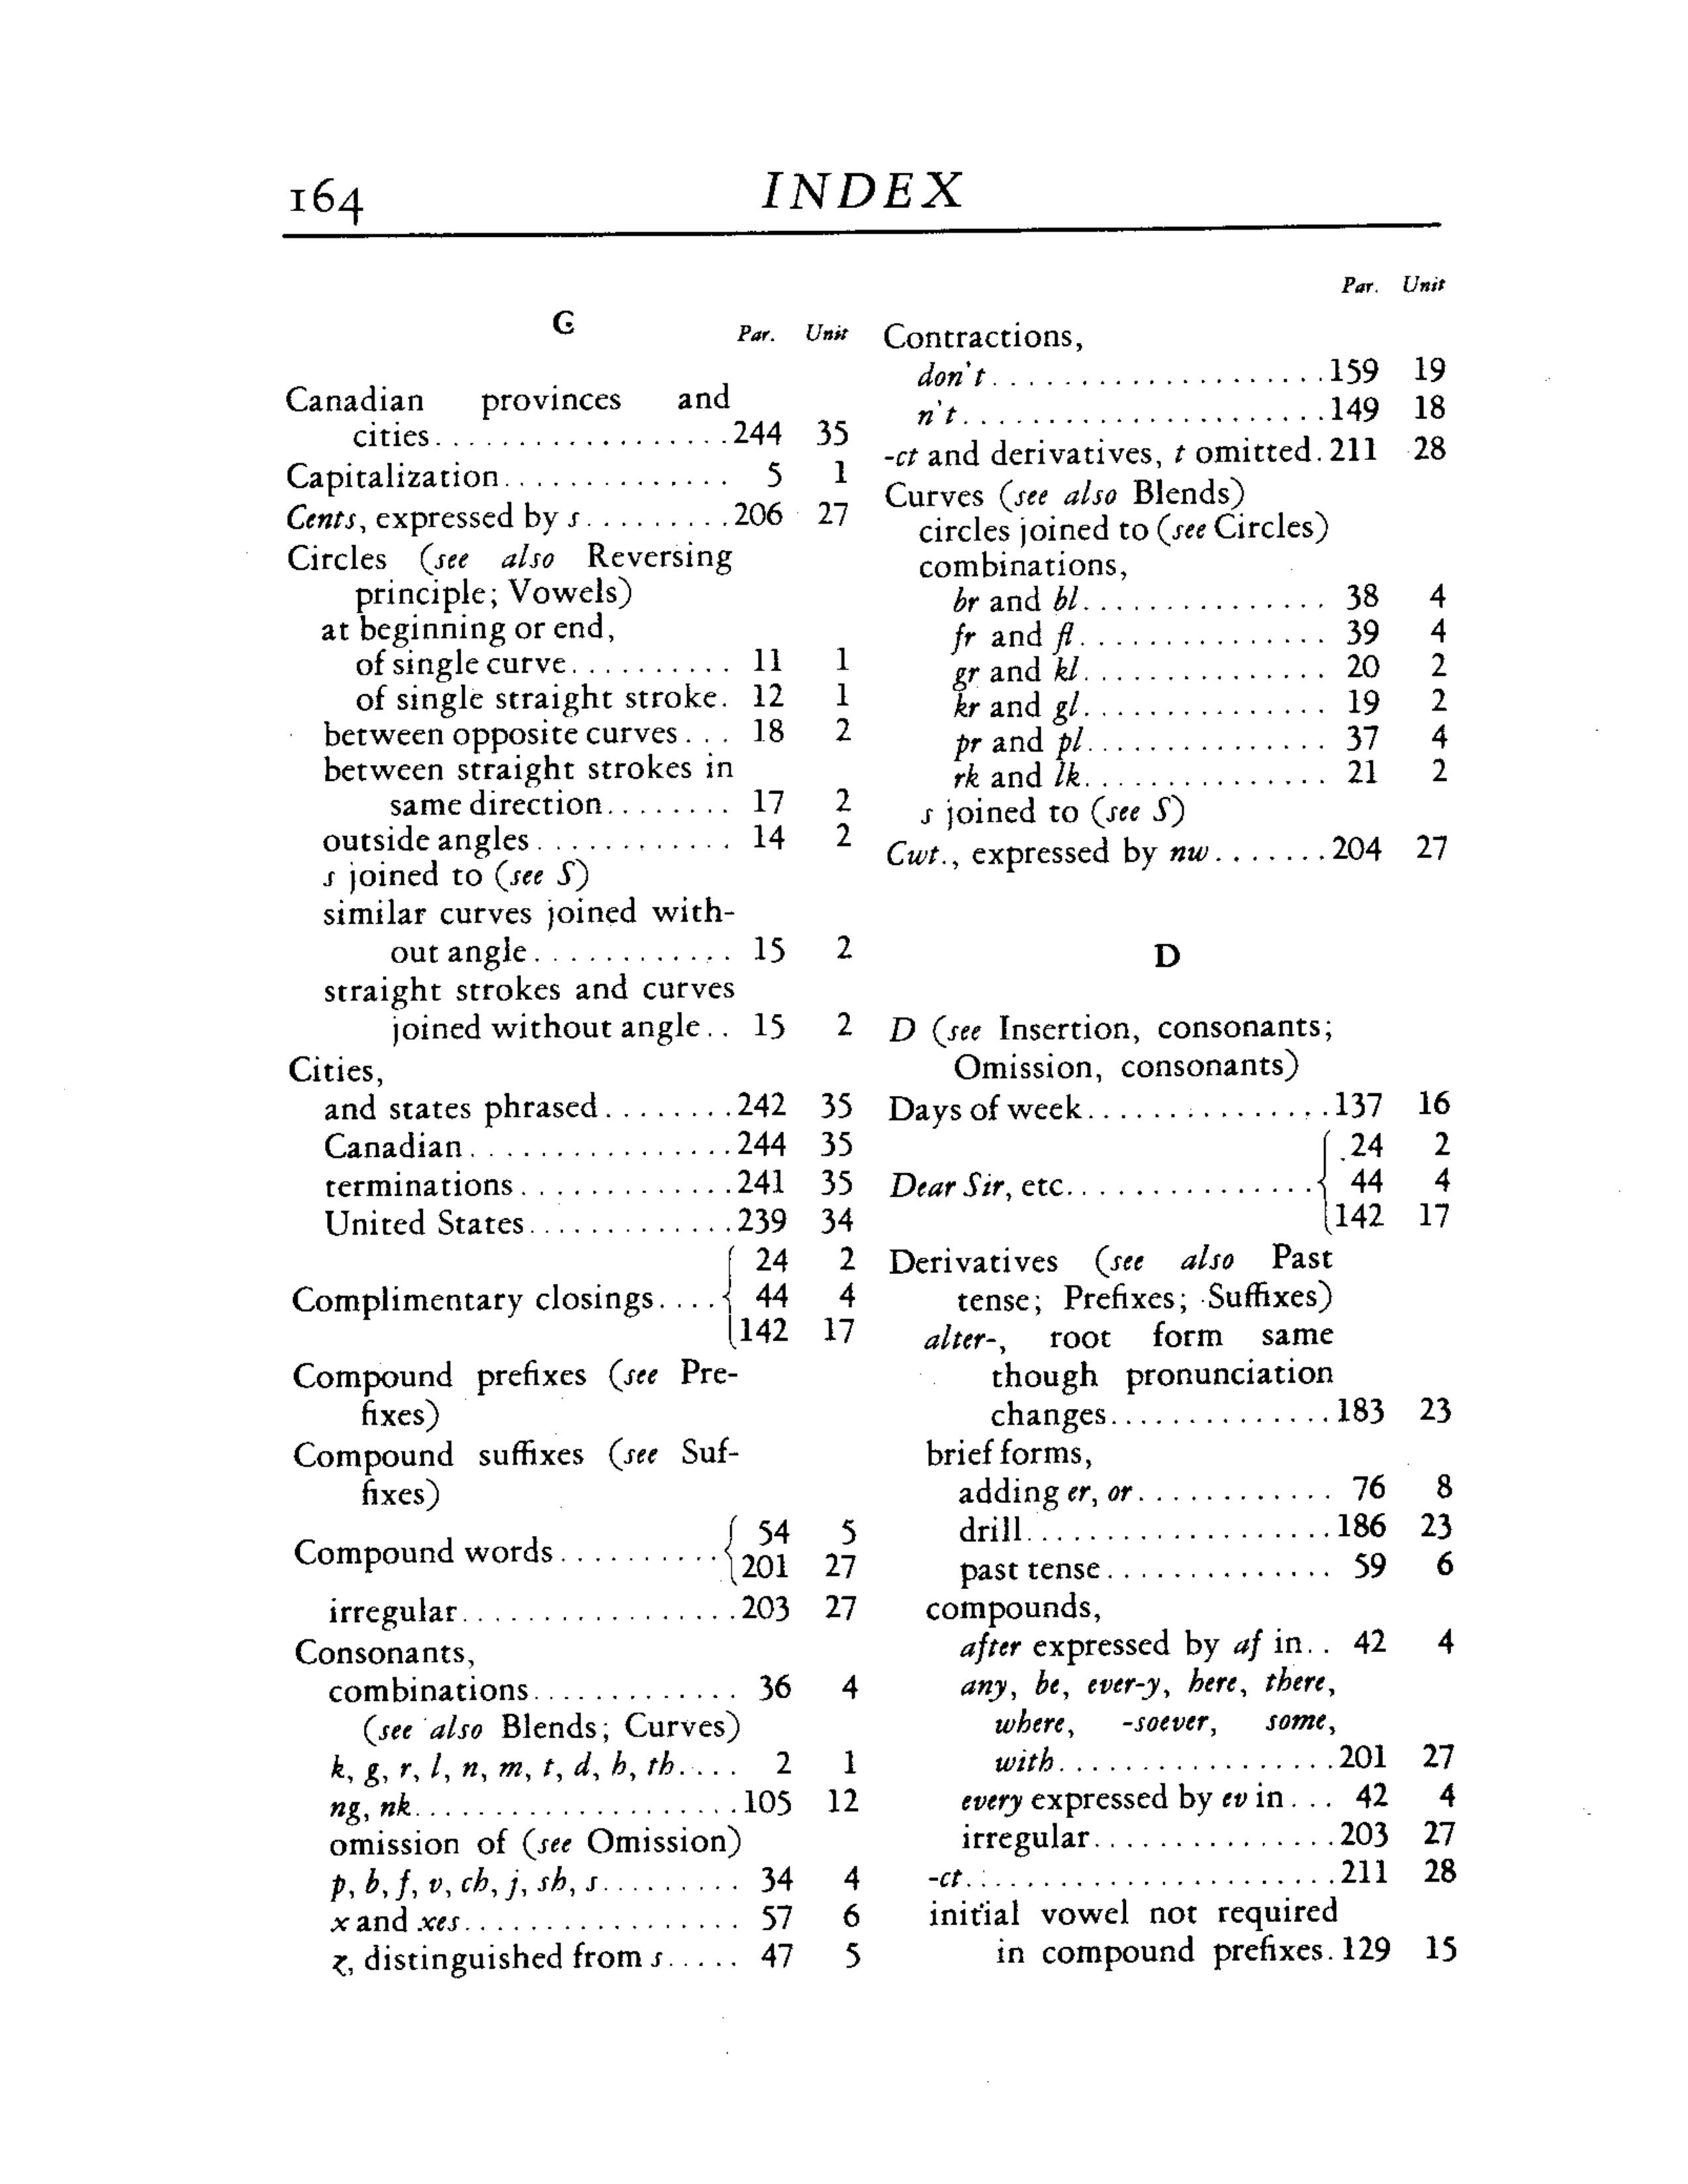 164 INDEX
C Par. Unit
Canadian provinces and
cities.................244 35
Capitalization.............. 5 1
Cents, expressed by s.........206 27
Circles (see also Reversing
principle; Vowels)
at beginning or end,
of single curve.......... 11 1
of single straight stroke. 12 1
between opposite curves... 18 2
between straight strokes in
same direction........ 17 2
outside angles............ 14 2
s joined to (see S)
similar curves joined with-
out angle............ 15 2
straight strokes and curves
joined without angle.. 15 2
Cities,
and states phrased........242 35
Canadian................244 35
terminations.............241 35
United States.............239 34
24 2
Complimentary closings.... 44 4
142 17
Compound prefixes (see Pre-
fixes)
Compound suffixes (see Suf-
fixes)
Compound words.......... 54 5
201 27
irregular.................203 27
Consonants,
combinations............. 36 4
(see also Blends; Curves)
k, g, r, l, n, m, t, d, h, th.... 2 1
ng, nk....................105 12
omission of (see Omission)
p, b, f, v, ch, j, sh, s......... 34 4
x and xes................. 57 6
z, distinguished from s..... 47 5
Par. Unit
Contractions,
don't....................159 19
n't......................149 18
-ct and derivatives, t omitted.211 28
Curves (see also Blends)
circles joined to (see Circles)
combinations,
br and bl............... 38 4
fr and fl............... 39 4
gr and kl............... 20 2
kr and gl............... 19 2
pr and pl............... 37 4
rk and lk............... 21 2
s joined to (see S)
Cwt., expressed by nw.......204 27
D
D (see Insertion, consonants;
Omission, consonants)
Days of week...............137 16
24 2
Dear Sir, etc............... 44 4
142 17
Derivatives (see also Past
tense; Prefixes; Suffixes)
alter-, root form same
though pronunciation
changes..............183 23
brief forms,
adding er, or............ 76 8
drill...................186 23
past tense.............. 59 6
compounds,
after expressed by af in.. 42 4
any, be, ever-y, here, there,
where, -soever, some,
with.................201 27
every expressed by ev in... 42 4
irregular...............203 27
-ct.......................211 28
initial vowel not required
in compound prefixes.129 15